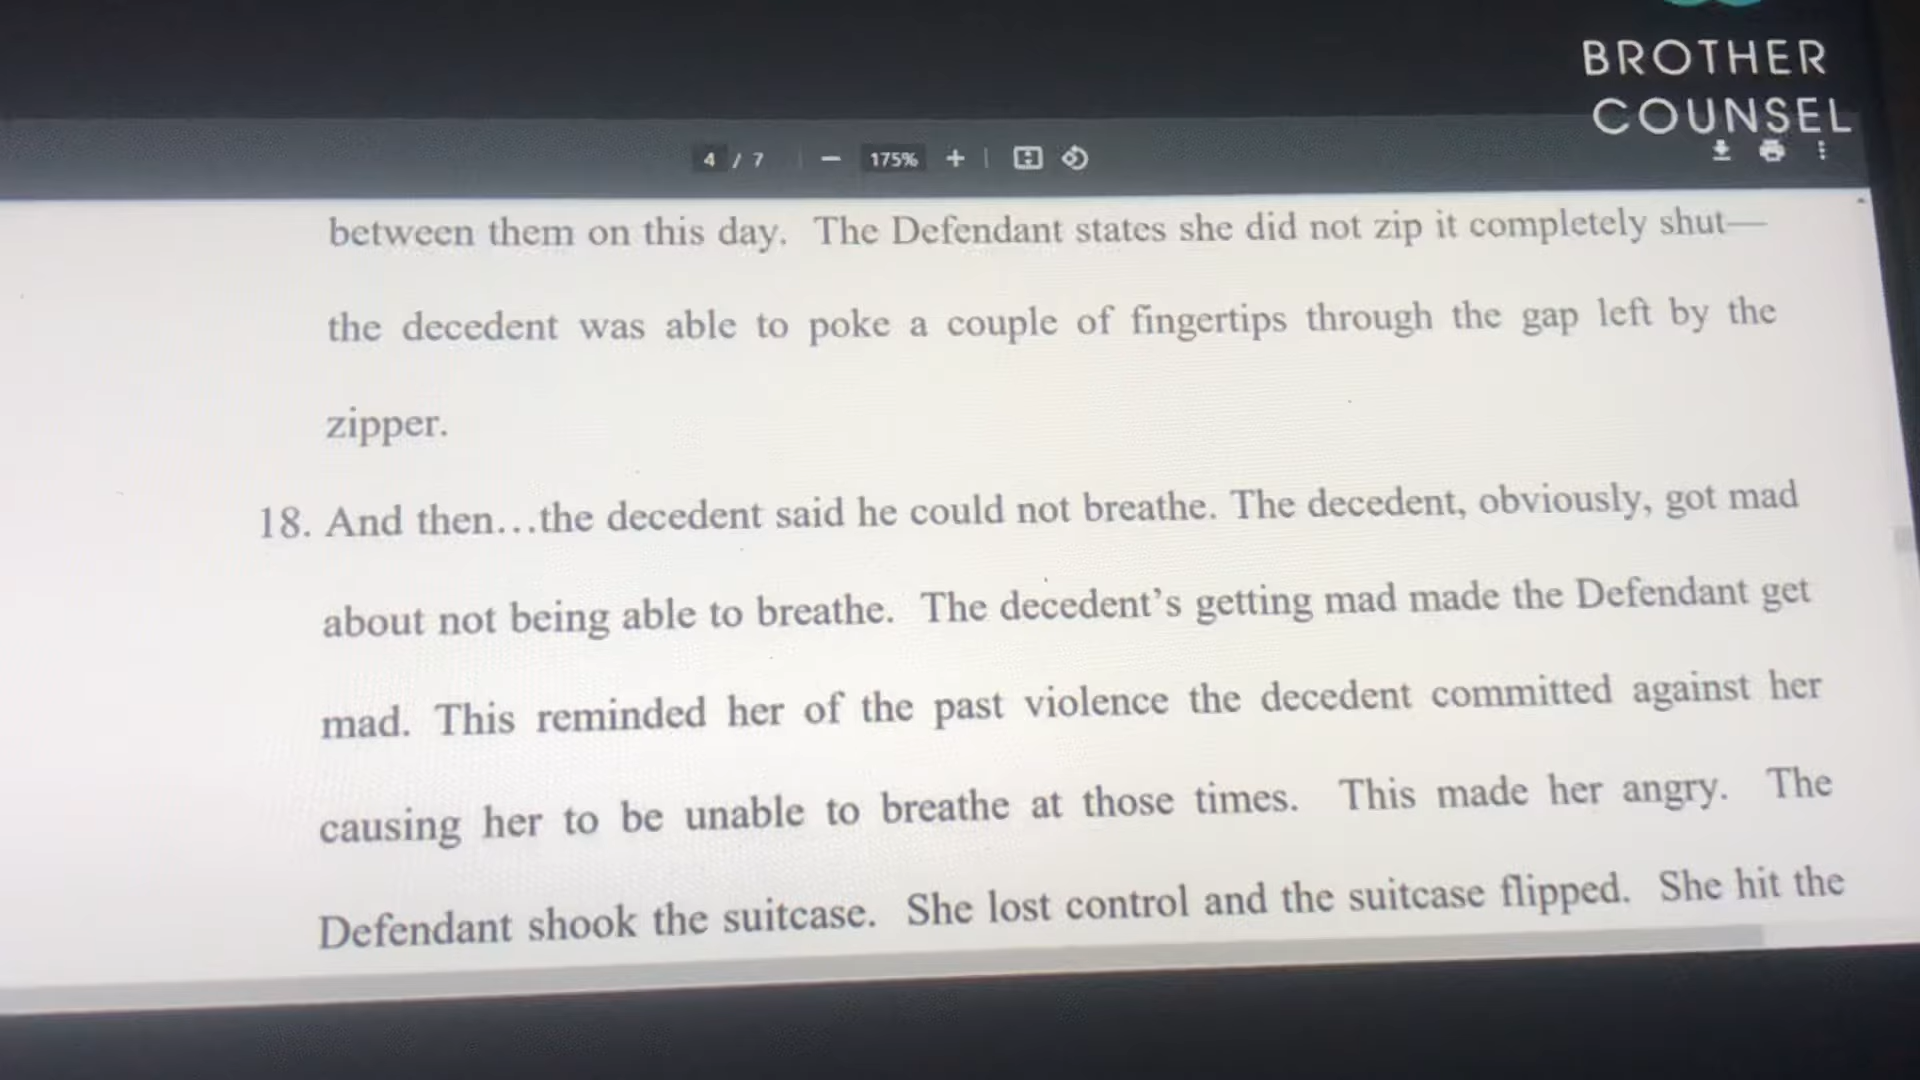 BROTHER
COUNSEL
4 / 7 − 175% +
between them on this day. The Defendant states she did not zip it completely shut—
the decedent was able to poke a couple of fingertips through the gap left by the
zipper.
18. And then…the decedent said he could not breathe. The decedent, obviously, got mad
about not being able to breathe. The decedent’s getting mad made the Defendant get
mad. This reminded her of the past violence the decedent committed against her
causing her to be unable to breathe at those times. This made her angry. The
Defendant shook the suitcase. She lost control and the suitcase flipped. She hit the